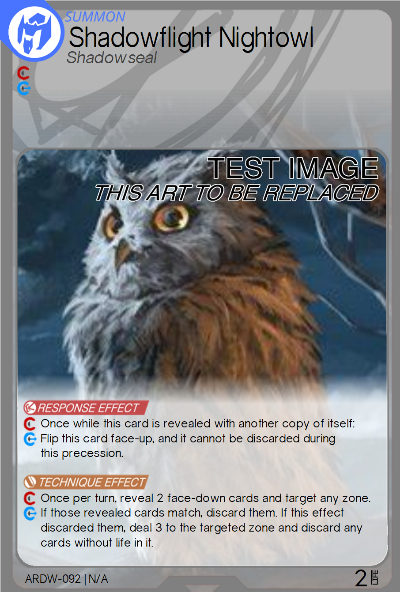 SUMMON
Shadowflight Nightowl
Shadowseal
C
C
TEST IMAGE
THIS ART TO BE REPLACED
RESPONSE EFFECT
Once while this card is revealed with another copy of itself:
Flip this card face-up, and it cannot be discarded during
this precession.
TECHNIQUE EFFECT
Once per turn, reveal 2 face-down cards and target any zone.
If those revealed cards match, discard them. If this effect
discarded them, deal 3 to the targeted zone and discard any
cards without life in it.
ARDW-092 | N/A
2 LIFE